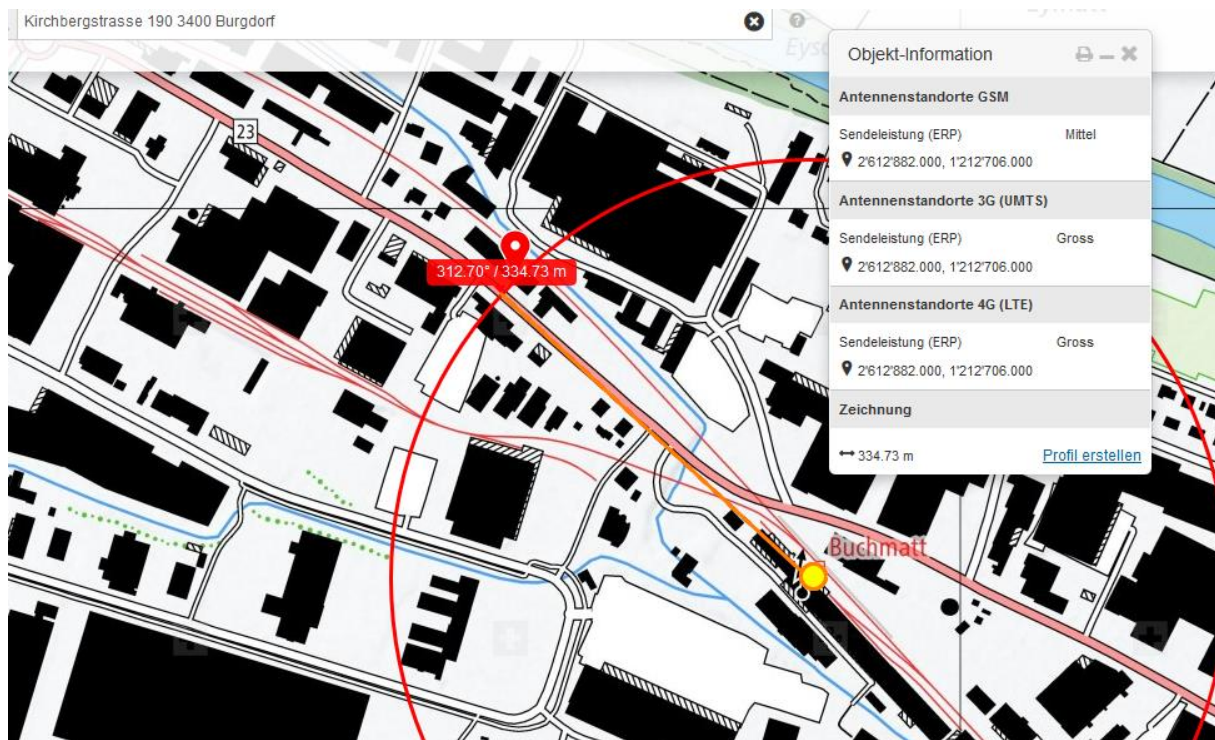 Kirchbergstrasse 190 3400 Burgdorf
Objekt-Information
Antennenstandorte GSM
Sendeleistung (ERP) Mittel
2'612'882.000, 1'212'706.000
Antennenstandorte 3G (UMTS)
Sendeleistung (ERP) Gross
2'612'882.000, 1'212'706.000
Antennenstandorte 4G (LTE)
Sendeleistung (ERP) Gross
2'612'882.000, 1'212'706.000
Zeichnung
334.73 m Profil erstellen
23
312.70° / 334.73 m
Buchmatt